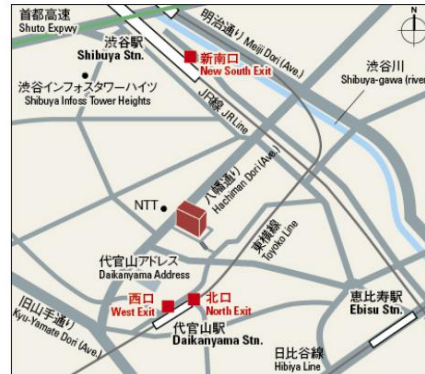 首都高速
Shuto Expwy
明治通り Meiji Dori (Ave.)
N
渋谷駅
Shibuya Stn.
新南口
New South Exit
渋谷川
Shibuya-gawa (river)
渋谷インフォスタワーハイツ
Shibuya Infoss Tower Heights
JR線 JR Line
八幡通り
Hachiman Dori (Ave.)
NTT
東横線
Toyoko Line
代官山アドレス
Daikanyama Address
西口
West Exit
北口
North Exit
旧山手通り
Kyu-Yamate Dori (Ave.)
代官山駅
Daikanyama Stn.
恵比寿駅
Ebisu Stn.
日比谷線
Hibiya Line